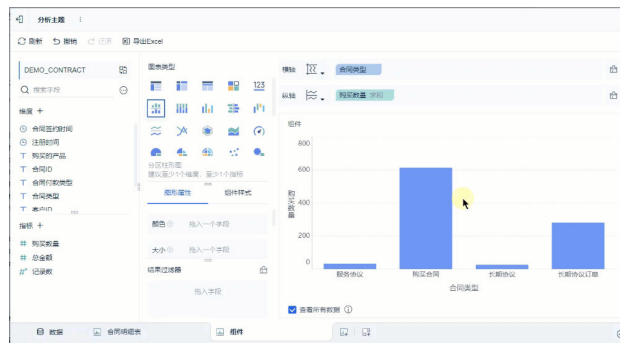 分析主题
刷新 撤销 还原 导出Excel
DEMO_CONTRACT
搜索字段
维度
合同签约时间
注册时间
购买的产品
合同ID
合同付款类型
合同类型
客户ID
指标
购买数量
总金额
记录数
图表类型
123
分区柱形图
建议至少1个维度，至少1个指标
图形属性 组件样式
颜色 拖入一个字段
大小 拖入一个字段
结果过滤器
拖入字段
横轴 合同类型
纵轴 购买数量 求和
组件
800
600
400
200
0
购买数量
服务协议 购买合同 长期协议 长期协议订单
合同类型
查看所有数据
数据 合同明细表 组件